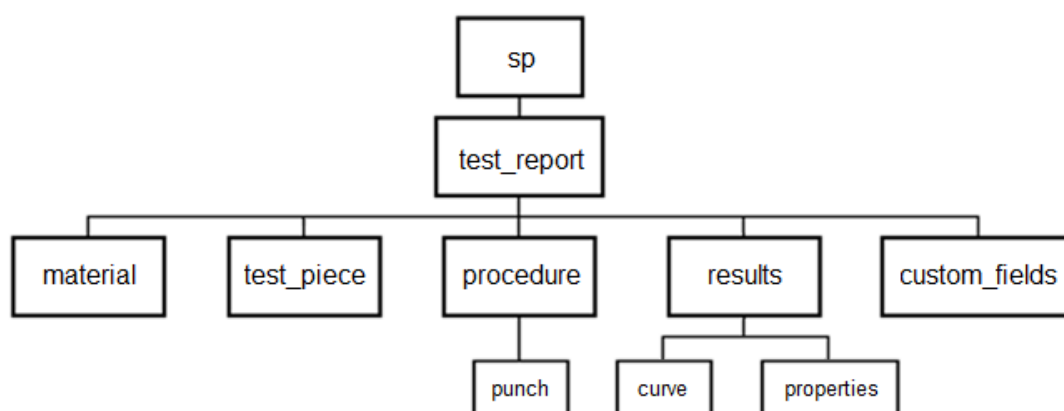 sp
test_report
material
test_piece
procedure
results
custom_fields
punch
curve
properties